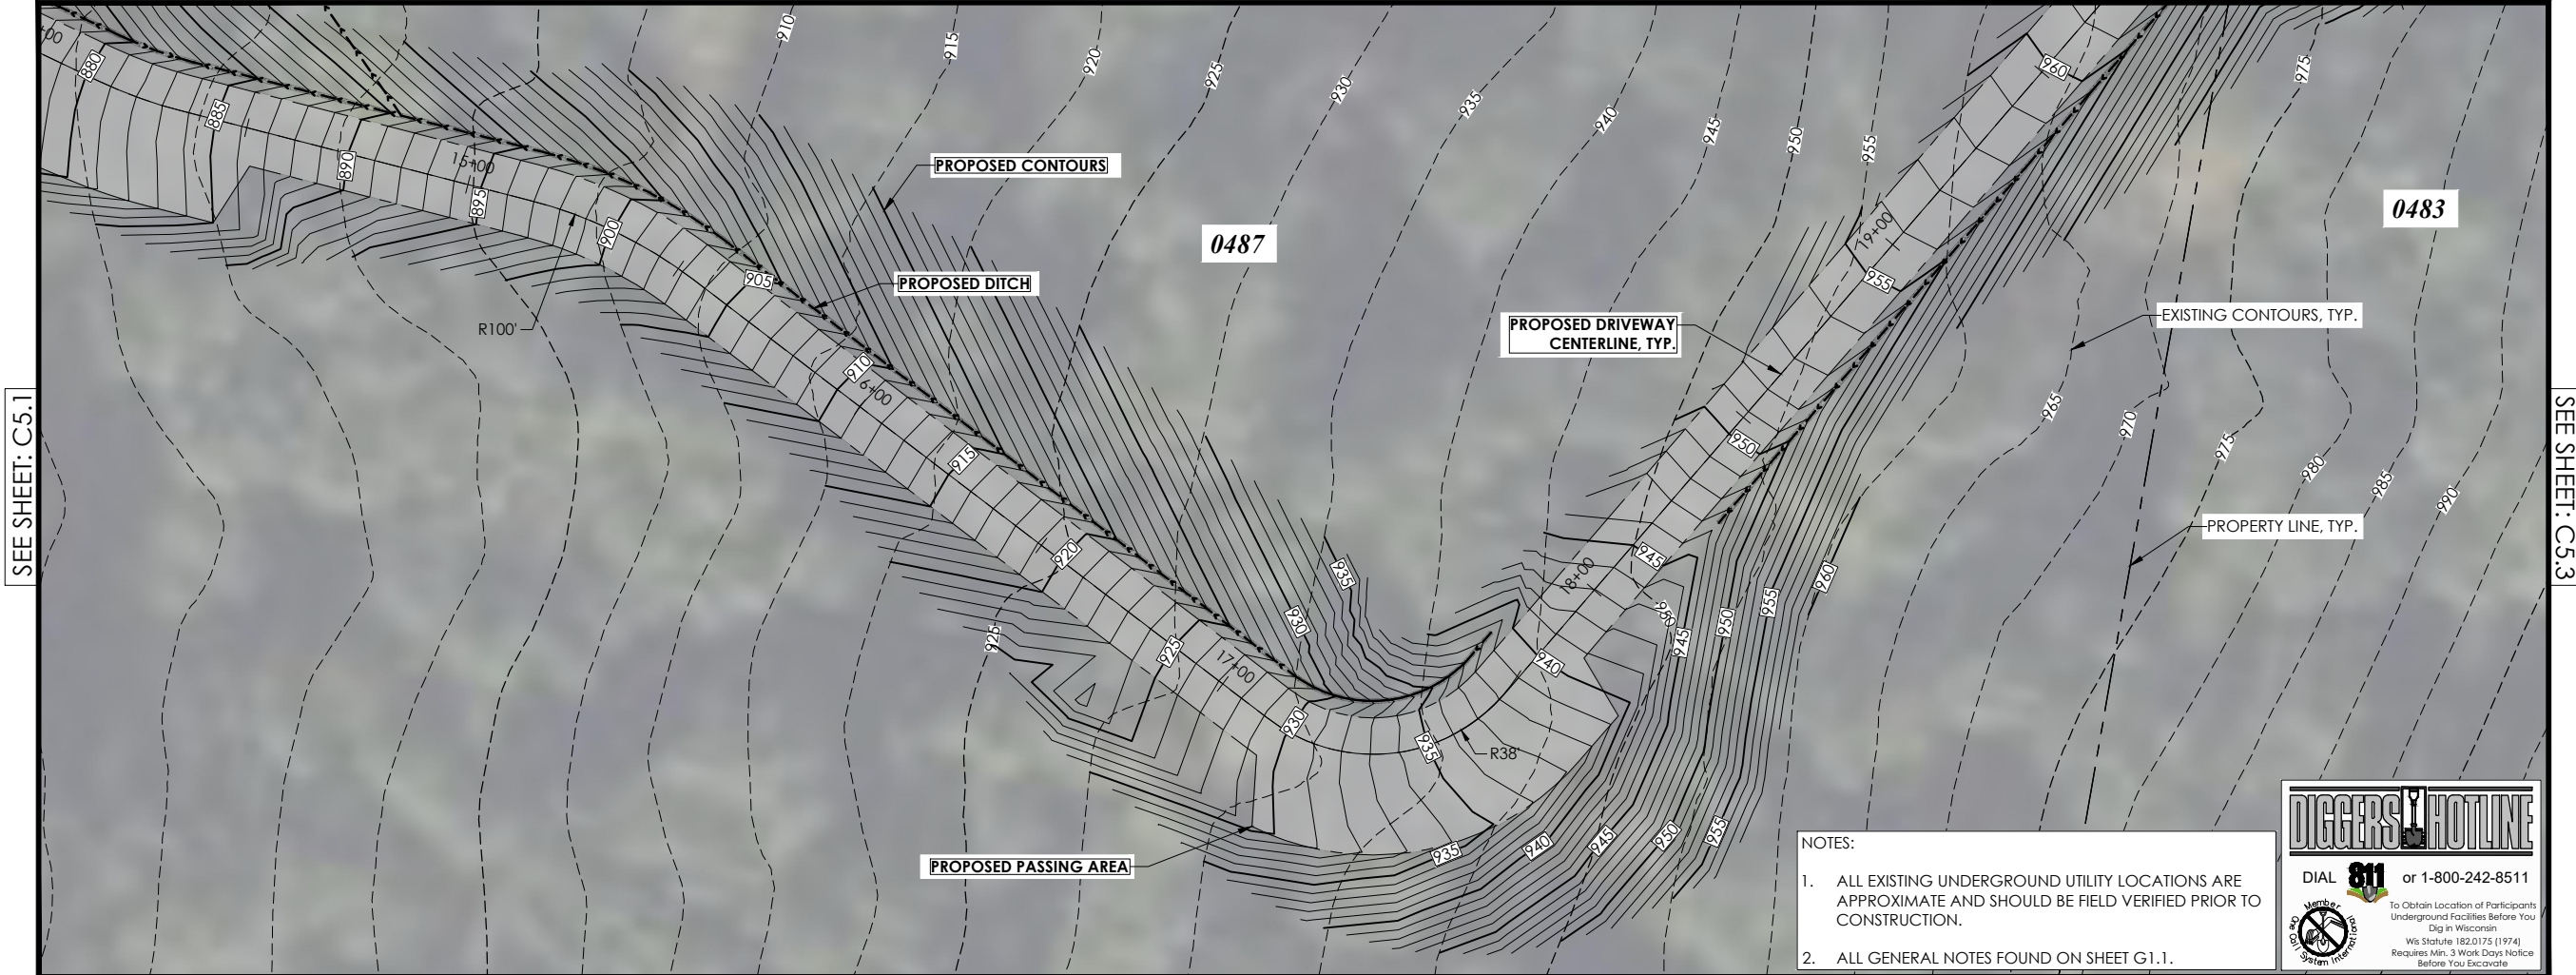 +00
880
885
890
15+00
895
900
905
910
6+00
915
920
925
17+00
930
935
940
18+00
945
950
955
19+00
960
910
915
920
925
930
935
940
945
950
955
975
PROPOSED CONTOURS
0487
0483
PROPOSED DITCH
R100'
PROPOSED DRIVEWAY
CENTERLINE, TYP.
EXISTING CONTOURS, TYP.
SEE SHEET: C5.1
SEE SHEET: C5.3
965
970
975
980
985
990
PROPERTY LINE, TYP.
925
930
935
950
945
950
955
960
R38'
935
940
945
950
955
PROPOSED PASSING AREA
NOTES:
1. ALL EXISTING UNDERGROUND UTILITY LOCATIONS ARE
APPROXIMATE AND SHOULD BE FIELD VERIFIED PRIOR TO
CONSTRUCTION.
2. ALL GENERAL NOTES FOUND ON SHEET G1.1.
DIGGERS HOTLINE
DIAL 811 or 1-800-242-8511
To Obtain Location of Participants
Underground Facilities Before You
Dig in Wisconsin
Wis Statute 182.0175 (1974)
Requires Min. 3 Work Days Notice
Before You Excavate
Member
One Call
System International